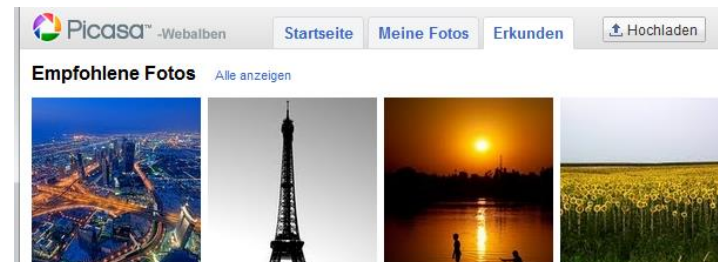 Picasa™ -Webalben Startseite Meine Fotos Erkunden Hochladen
Empfohlene Fotos Alle anzeigen